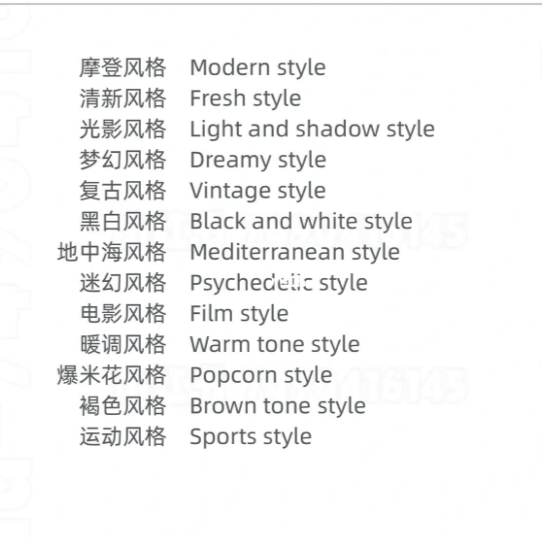 摩登风格 Modern style
清新风格 Fresh style
光影风格 Light and shadow style
梦幻风格 Dreamy style
复古风格 Vintage style
黑白风格 Black and white style
地中海风格 Mediterranean style
迷幻风格 Psychedelic style
电影风格 Film style
暖调风格 Warm tone style
爆米花风格 Popcorn style
褐色风格 Brown tone style
运动风格 Sports style